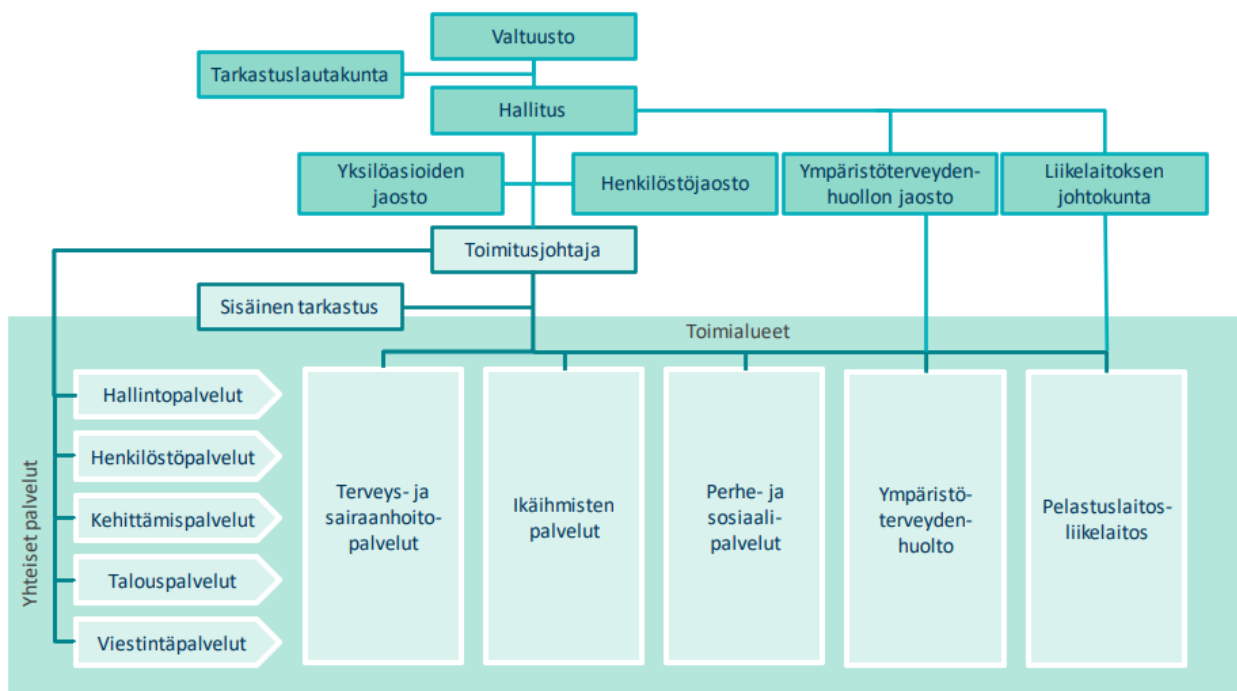 Valtuusto
Tarkastuslautakunta
Hallitus
Yksilöasioiden
jaosto
Henkilöstöjaosto
Ympäristöterveyden-
huollon jaosto
Liikelaitoksen
johtokunta
Toimitusjohtaja
Sisäinen tarkastus
Toimialueet
Yhteiset palvelut
Hallintopalvelut
Henkilöstöpalvelut
Kehittämispalvelut
Talouspalvelut
Viestintäpalvelut
Terveys- ja
sairaanhoito-
palvelut
Ikäihmisten
palvelut
Perhe- ja
sosiaali-
palvelut
Ympäristö-
terveyden-
huolto
Pelastuslaitos-
liikelaitos